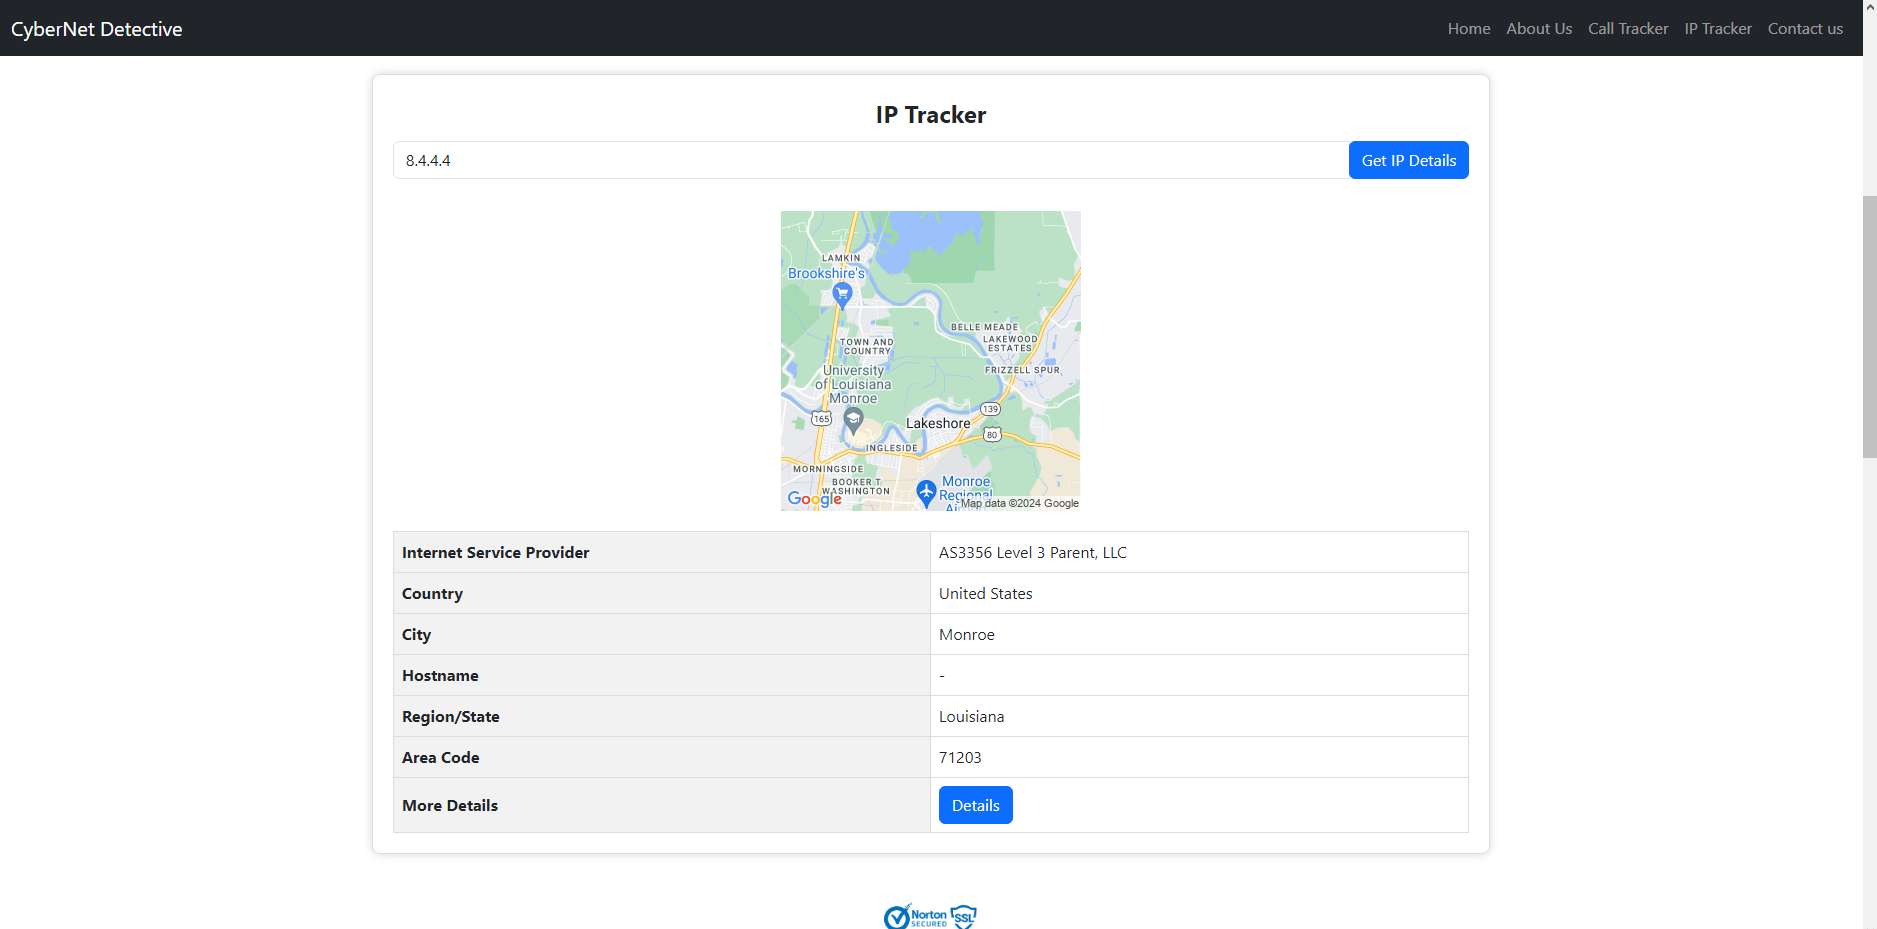 CyberNet Detective
Home About Us Call Tracker IP Tracker Contact us
IP Tracker
8.4.4.4 Get IP Details
LAMKIN
Brookshire's
BELLE MEADE
LAKEWOOD
ESTATES
TOWN AND
COUNTRY
FRIZZELL SPUR
University
of Louisiana
Monroe
139
165
Lakeshore
80
INGLESIDE
MORNINGSIDE
BOOKER T
WASHINGTON
Monroe
Regional
Google
Map data ©2024 Google
Internet Service Provider AS3356 Level 3 Parent, LLC
Country United States
City Monroe
Hostname -
Region/State Louisiana
Area Code 71203
More Details Details
Norton SSL
SECURED